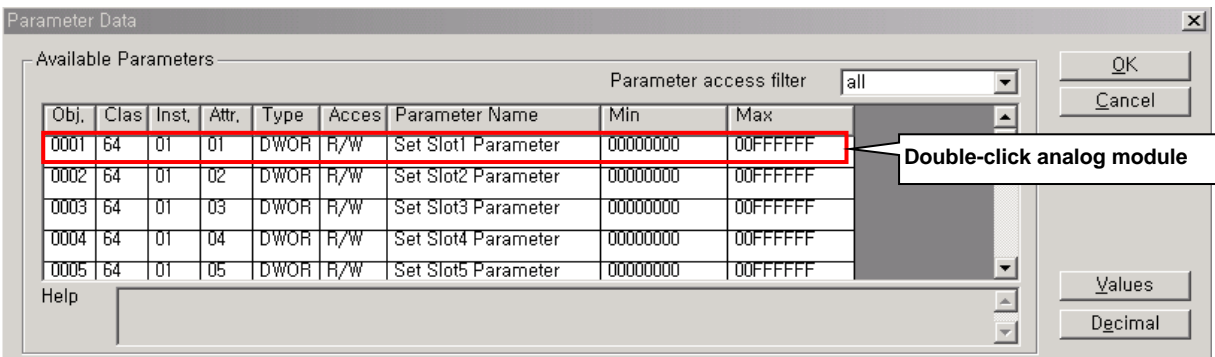 Parameter Data
Available Parameters
Parameter access filter all
OK
Cancel
Obj. Clas Inst. Attr. Type Acces Parameter Name Min Max
0001 64 01 01 DWOR R/W Set Slot1 Parameter 00000000 00FFFFFF
Double-click analog module
0002 64 01 02 DWOR R/W Set Slot2 Parameter 00000000 00FFFFFF
0003 64 01 03 DWOR R/W Set Slot3 Parameter 00000000 00FFFFFF
0004 64 01 04 DWOR R/W Set Slot4 Parameter 00000000 00FFFFFF
0005 64 01 05 DWOR R/W Set Slot5 Parameter 00000000 00FFFFFF
Help
Values
Decimal